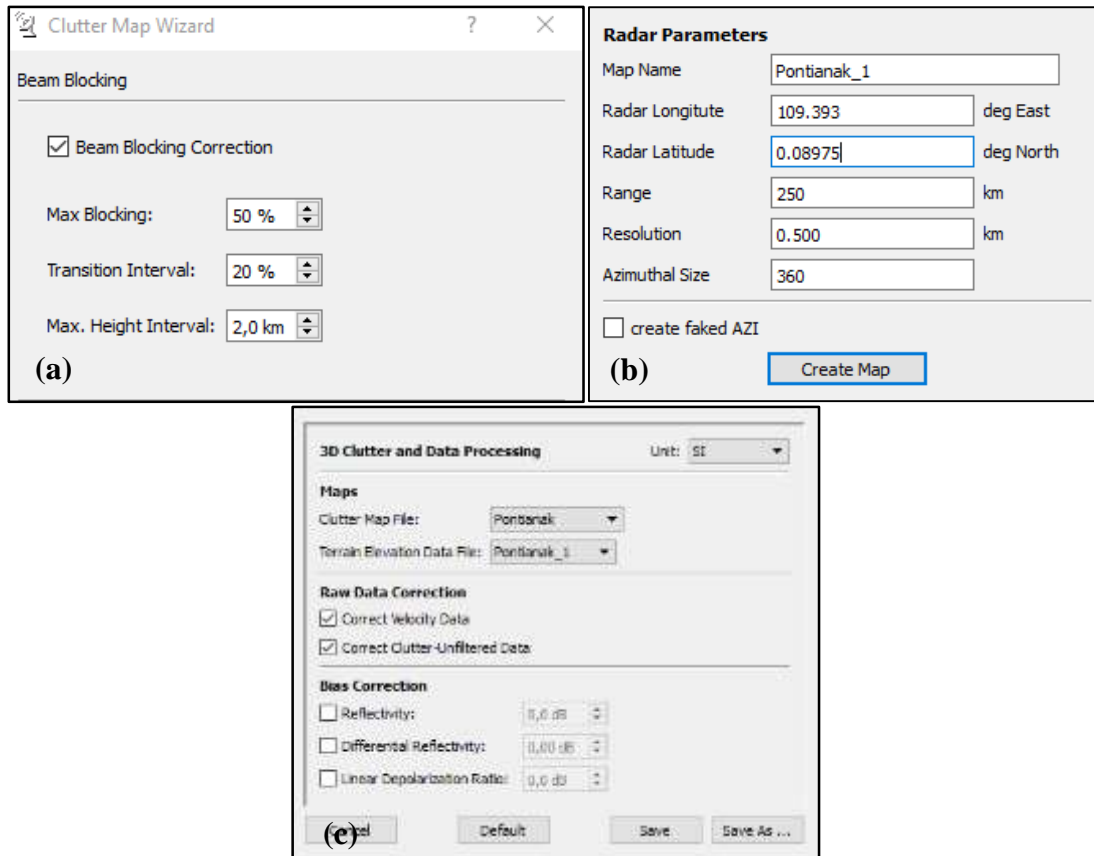 Clutter Map Wizard ? ×
Beam Blocking
Beam Blocking Correction
Max Blocking: 50 %
Transition Interval: 20 %
Max. Height Interval: 2,0 km
(a)
Radar Parameters
Map Name Pontianak_1
Radar Longitute 109.393 deg East
Radar Latitude 0.08975 deg North
Range 250 km
Resolution 0.500 km
Azimuthal Size 360
create faked AZI
(b) Create Map
3D Clutter and Data Processing Unit: SI
Maps
Clutter Map File: Pontianak
Terrain Elevation Data File: Pontianak_1
Raw Data Correction
Correct Velocity Data
Correct Clutter-Unfiltered Data
Bias Correction
Reflectivity: 0,0 dB
Differential Reflectivity: 0,00 dB
Linear Depolarization Ratio: 0,0 dB
Cancel Default Save Save As ...
(c)